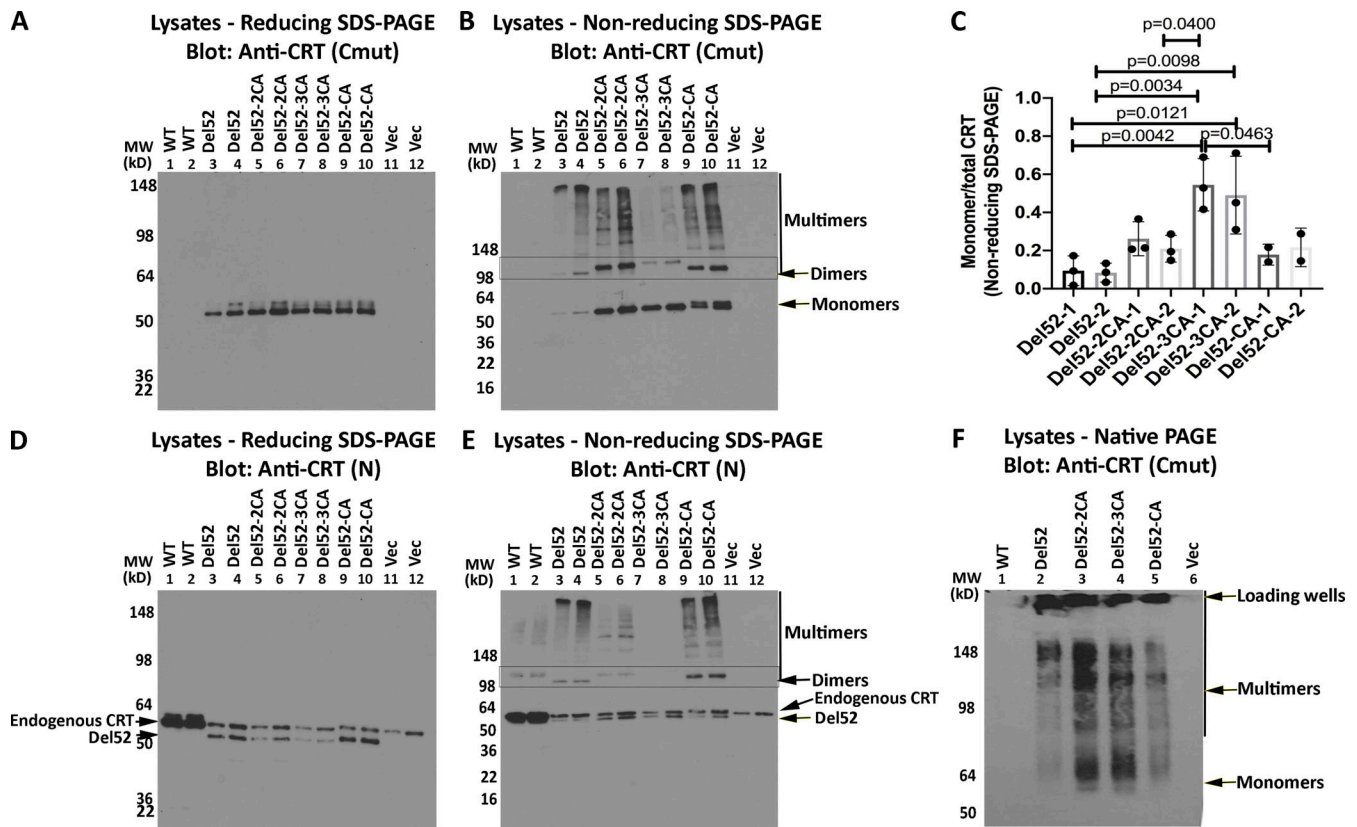 A
Lysates - Reducing SDS-PAGE
Blot: Anti-CRT (Cmut)
MW
(kD)
WT
WT
Del52
Del52
Del52-2CA
Del52-2CA
Del52-3CA
Del52-3CA
Del52-CA
Del52-CA
Vec
Vec
1 2 3 4 5 6 7 8 9 10 11 12
148
98
64
50
36
22
B
Lysates - Non-reducing SDS-PAGE
Blot: Anti-CRT (Cmut)
MW
(kD)
WT
WT
Del52
Del52
Del52-2CA
Del52-2CA
Del52-3CA
Del52-3CA
Del52-CA
Del52-CA
Vec
Vec
1 2 3 4 5 6 7 8 9 10 11 12
148
98
64
50
36
22
16
Multimers
Dimers
Monomers
C
p=0.0400
p=0.0098
p=0.0034
p=0.0121
p=0.0042
p=0.0463
Monomer/total CRT
(Non-reducing SDS-PAGE)
1.0
0.8
0.6
0.4
0.2
0.0
Del52-1
Del52-2
Del52-2CA-1
Del52-2CA-2
Del52-3CA-1
Del52-3CA-2
Del52-CA-1
Del52-CA-2
D
Lysates - Reducing SDS-PAGE
Blot: Anti-CRT (N)
MW
(kD)
WT
WT
Del52
Del52
Del52-2CA
Del52-2CA
Del52-3CA
Del52-3CA
Del52-CA
Del52-CA
Vec
Vec
1 2 3 4 5 6 7 8 9 10 11 12
148
98
64
50
36
22
Endogenous CRT
Del52
E
Lysates - Non-reducing SDS-PAGE
Blot: Anti-CRT (N)
MW
(kD)
WT
WT
Del52
Del52
Del52-2CA
Del52-2CA
Del52-3CA
Del52-3CA
Del52-CA
Del52-CA
Vec
Vec
1 2 3 4 5 6 7 8 9 10 11 12
148
98
64
50
36
22
16
Multimers
Dimers
Endogenous CRT
Del52
F
Lysates - Native PAGE
Blot: Anti-CRT (Cmut)
MW
(kD)
WT
Del52
Del52-2CA
Del52-3CA
Del52-CA
Vec
1 2 3 4 5 6
148
98
64
50
Loading wells
Multimers
Monomers